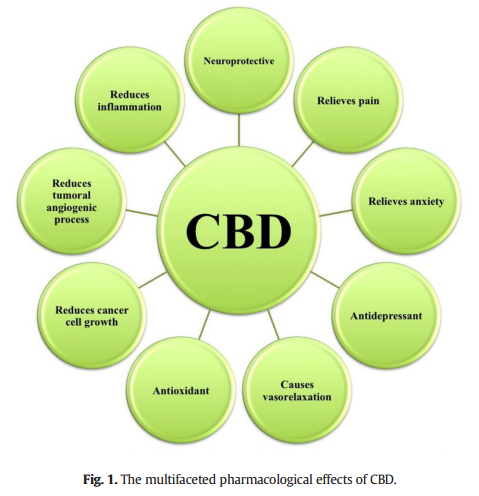 Neuroprotective
Relieves pain
Relieves anxiety
Antidepressant
Causes
vasorelaxation
Antioxidant
Reduces cancer
cell growth
Reduces
tumoral
angiogenic
process
Reduces
inflammation
CBD
Fig. 1. The multifaceted pharmacological effects of CBD.